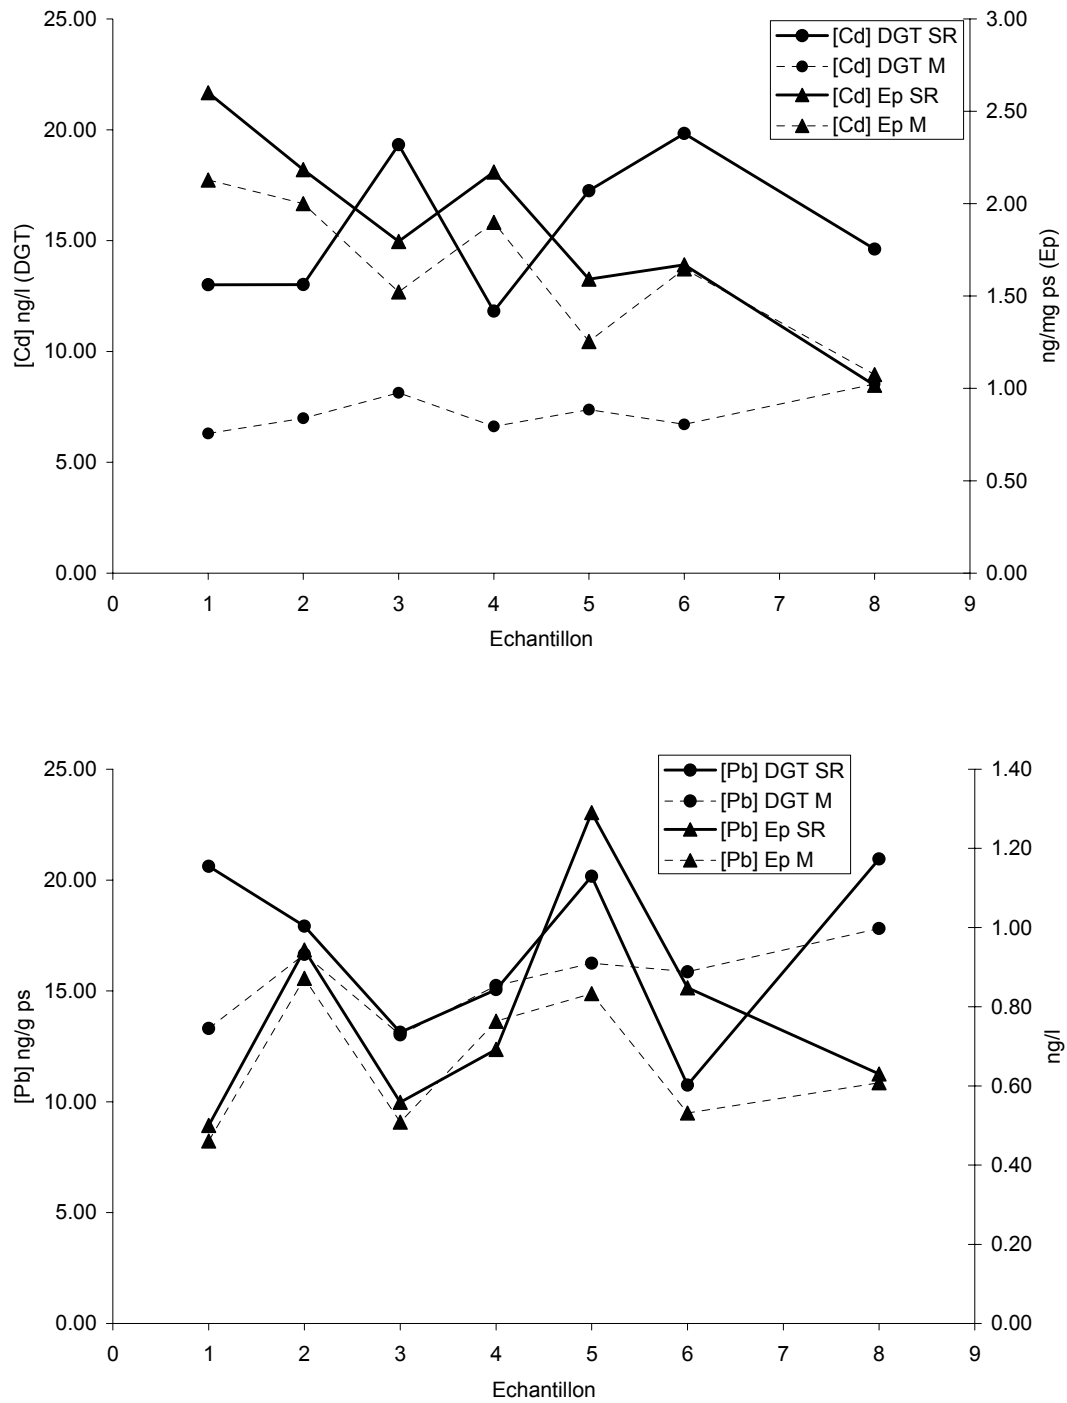 25.00
20.00
15.00
10.00
5.00
0.00
[Cd] ng/l (DGT)
3.00
2.50
2.00
1.50
1.00
0.50
0.00
ng/mg ps (Ep)
[Cd] DGT SR
[Cd] DGT M
[Cd] Ep SR
[Cd] Ep M
0 1 2 3 4 5 6 7 8 9
Echantillon
25.00
20.00
15.00
10.00
5.00
0.00
[Pb] ng/g ps
1.40
1.20
1.00
0.80
0.60
0.40
0.20
0.00
ng/l
[Pb] DGT SR
[Pb] DGT M
[Pb] Ep SR
[Pb] Ep M
0 1 2 3 4 5 6 7 8 9
Echantillon